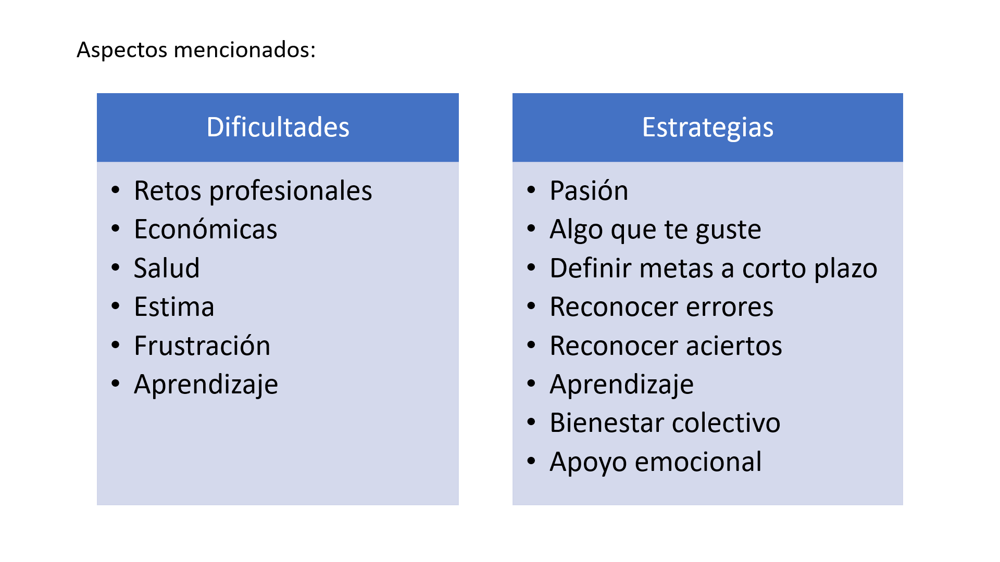 Aspectos mencionados:
Dificultades
• Retos profesionales
• Económicas
• Salud
• Estima
• Frustración
• Aprendizaje
Estrategias
• Pasión
• Algo que te guste
• Definir metas a corto plazo
• Reconocer errores
• Reconocer aciertos
• Aprendizaje
• Bienestar colectivo
• Apoyo emocional